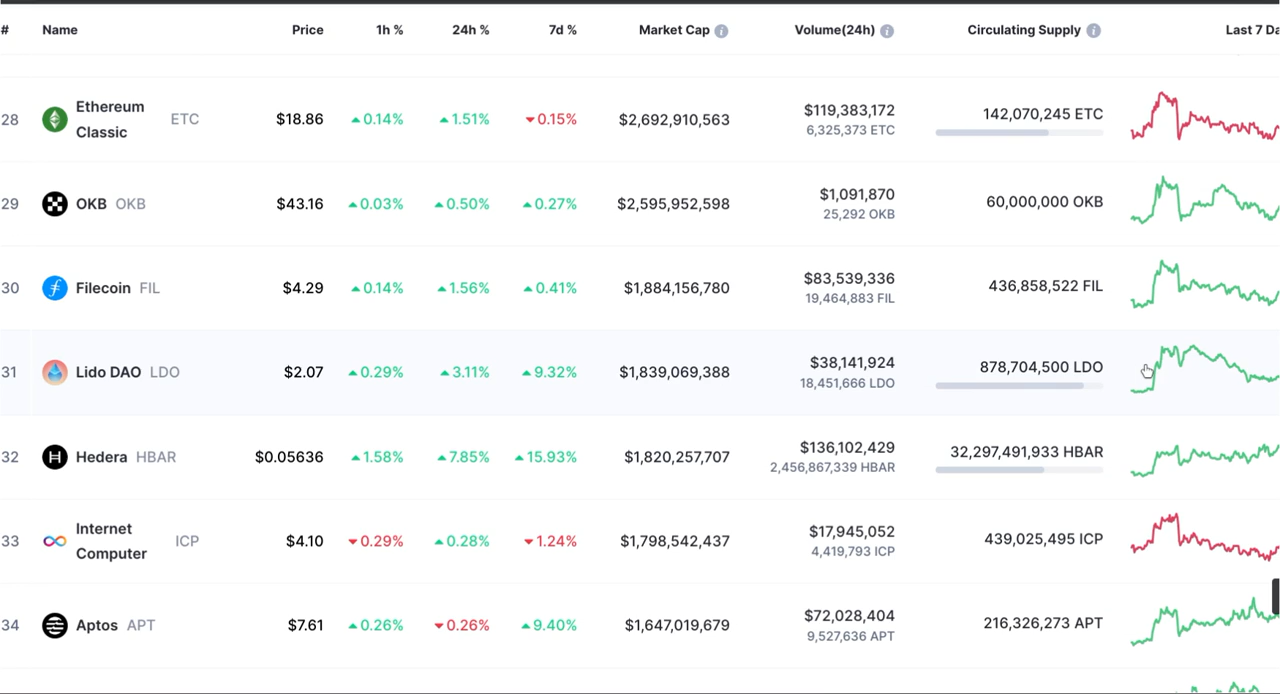 # Name Price 1h % 24h % 7d % Market Cap Volume(24h) Circulating Supply Last 7 Da
28 Ethereum Classic ETC $18.86 0.14% 1.51% 0.15% $2,692,910,563 $119,383,172 142,070,245 ETC
6,325,373 ETC
29 OKB OKB $43.16 0.03% 0.50% 0.27% $2,595,952,598 $1,091,870 60,000,000 OKB
25,292 OKB
30 Filecoin FIL $4.29 0.14% 1.56% 0.41% $1,884,156,780 $83,539,336 436,858,522 FIL
19,464,883 FIL
31 Lido DAO LDO $2.07 0.29% 3.11% 9.32% $1,839,069,388 $38,141,924 878,704,500 LDO
18,451,666 LDO
32 Hedera HBAR $0.05636 1.58% 7.85% 15.93% $1,820,257,707 $136,102,429 32,297,491,933 HBAR
2,456,867,339 HBAR
33 Internet Computer ICP $4.10 0.29% 0.28% 1.24% $1,798,542,437 $17,945,052 439,025,495 ICP
4,419,793 ICP
34 Aptos APT $7.61 0.26% 0.26% 9.40% $1,647,019,679 $72,028,404 216,326,273 APT
9,527,636 APT